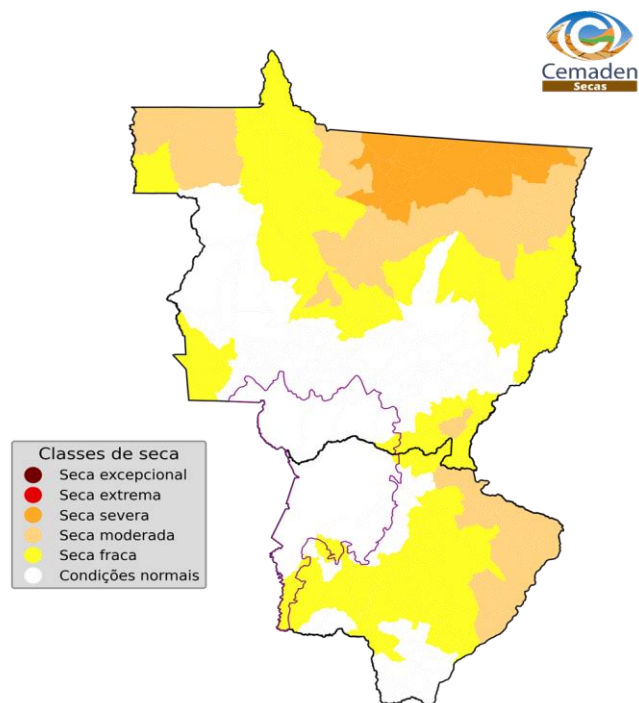 Cemaden
Secas
Classes de seca
Seca excepcional
Seca extrema
Seca severa
Seca moderada
Seca fraca
Condições normais